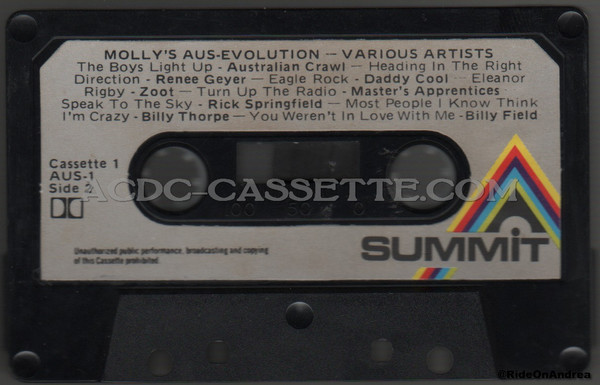 MOLLY'S AUS-EVOLUTION — VARIOUS ARTISTS
The Boys Light Up - Australian Crawl — Heading In The Right
Direction - Renee Geyer — Eagle Rock - Daddy Cool — Eleanor
Rigby - Zoot — Turn Up The Radio - Master's Apprentices
Speak To The Sky - Rick Springfield — Most People I Know Think
I'm Crazy - Billy Thorpe — You Weren't In Love With Me - Billy Field
Cassette 1
AUS-1
Side 2
ACDC-CASSETTE.COM
100 50 0
SUMMiT
Unauthorized public performance, broadcasting and copying
of this Cassette prohibited.
©RideOnAndrea